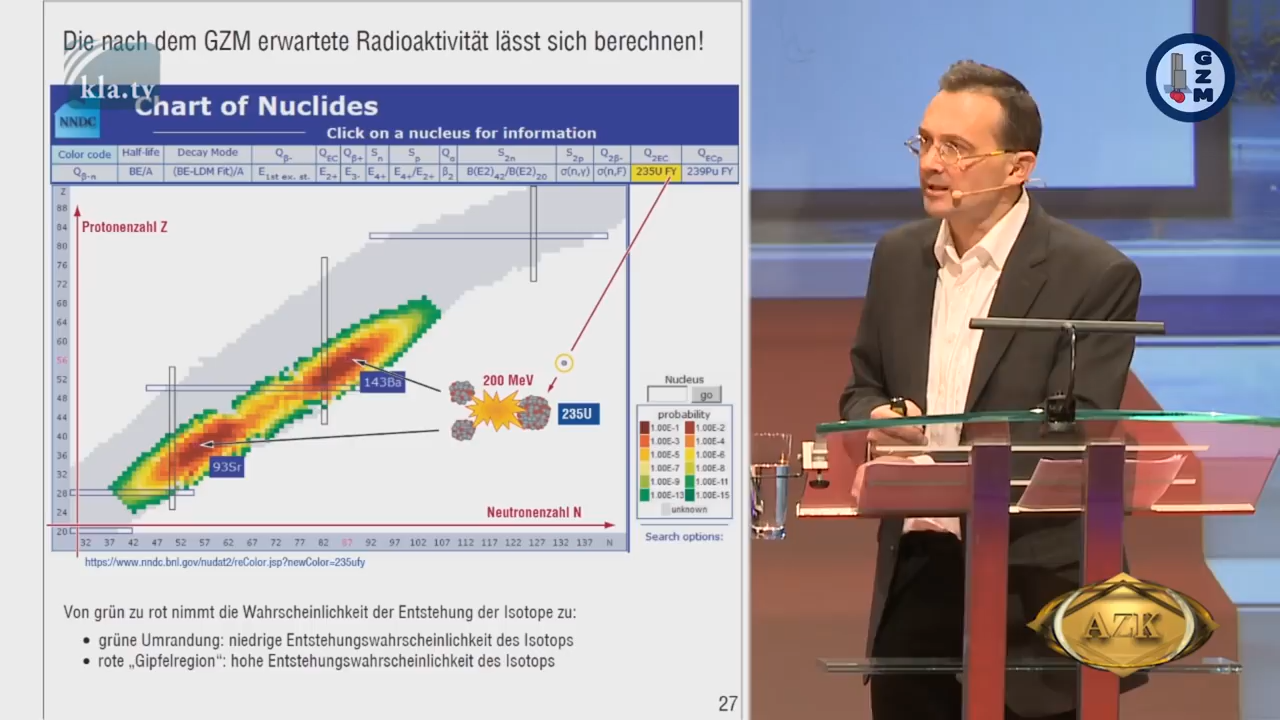 Die nach dem GZM erwartete Radioaktivität lässt sich berechnen!
kla.tv
Chart of Nuclides
NNDC
Click on a nucleus for information
Color code Half-life Decay Mode Qβ- QEC Qβ+ Sn Sp Qα S2n S2p Q2β- Q2EC QECp
Qβ-n BE/A (BE-LDM Fit)/A E1st ex. st. E2+ E3- E4+ E4+/E2+ β2 B(E2)42/B(E2)20 σ(n,γ) σ(n,F) 235U FY 239Pu FY
Z
88
84
80
76
72
68
64
60
56
52
48
44
40
36
32
28
24
20
Protonenzahl Z
143Ba
93Sr
200 MeV
235U
Neutronenzahl N
32 37 42 47 52 57 62 67 72 77 82 87 92 97 102 107 112 117 122 127 132 137 N
Nucleus
go
probability
1.00E-1 1.00E-2
1.00E-3 1.00E-4
1.00E-5 1.00E-6
1.00E-7 1.00E-8
1.00E-9 1.00E-11
1.00E-13 1.00E-15
unknown
Search options:
https://www.nndc.bnl.gov/nudat2/reColor.jsp?newColor=235ufy
Von grün zu rot nimmt die Wahrscheinlichkeit der Entstehung der Isotope zu:
• grüne Umrandung: niedrige Entstehungswahrscheinlichkeit des Isotops
• rote „Gipfelregion“: hohe Entstehungswahrscheinlichkeit des Isotops
27
GZM
AZK